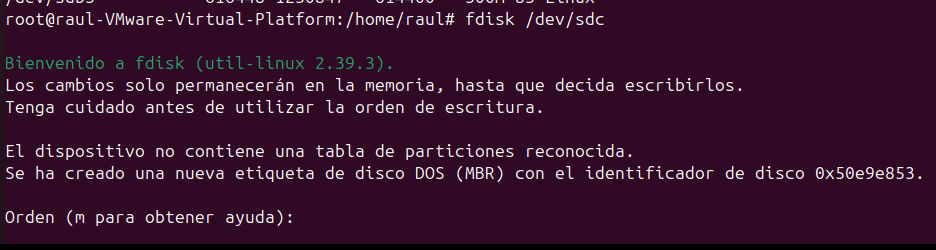 root@raul-VMware-Virtual-Platform:/home/raul# fdisk /dev/sdc
Bienvenido a fdisk (util-linux 2.39.3).
Los cambios solo permanecerán en la memoria, hasta que decida escribirlos.
Tenga cuidado antes de utilizar la orden de escritura.
El dispositivo no contiene una tabla de particiones reconocida.
Se ha creado una nueva etiqueta de disco DOS (MBR) con el identificador de disco 0x50e9e853.
Orden (m para obtener ayuda):